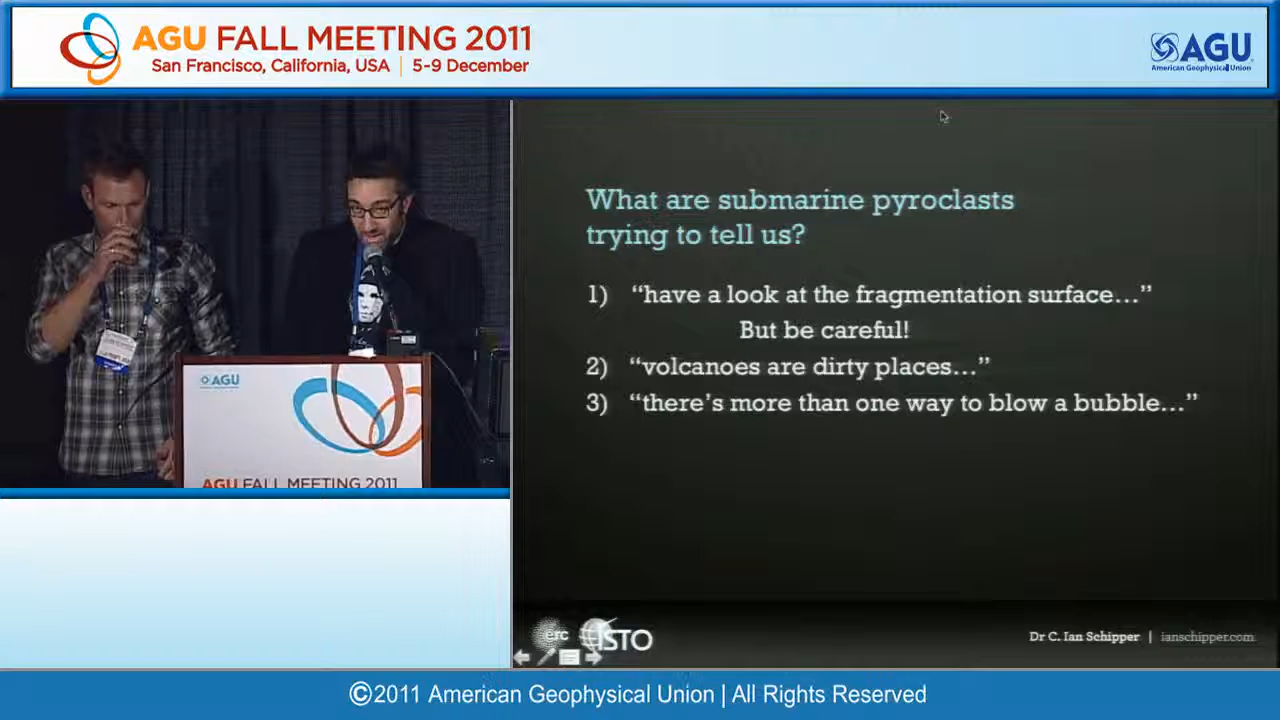 AGU FALL MEETING 2011
San Francisco, California, USA | 5-9 December
AGU
American Geophysical Union
What are submarine pyroclasts
trying to tell us?
1) “have a look at the fragmentation surface…”
But be careful!
2) “volcanoes are dirty places…”
3) “there’s more than one way to blow a bubble…”
AGU
AGU FALL MEETING 2011
erc
ISTO
Dr C. Ian Schipper | ianschipper.com
©2011 American Geophysical Union | All Rights Reserved